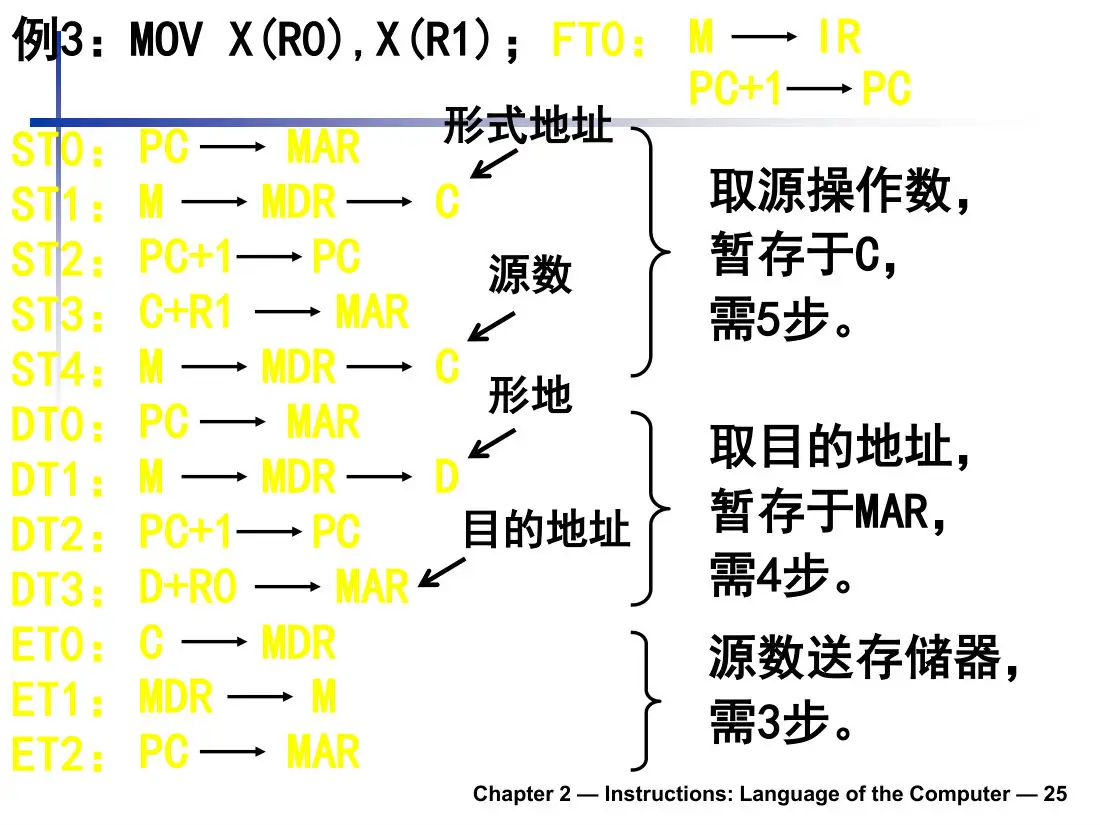 例3：MOV X(R0),X(R1)；FT0： M → IR
PC+1 → PC
形式地址
ST0： PC → MAR
ST1： M → MDR → C
ST2： PC+1 → PC
源数
ST3： C+R1 → MAR
ST4： M → MDR → C
取源操作数，
暂存于C，
需5步。
形地
DT0： PC → MAR
DT1： M → MDR → D
DT2： PC+1 → PC
目的地址
DT3： D+R0 → MAR
取目的地址，
暂存于MAR，
需4步。
ET0： C → MDR
ET1： MDR → M
ET2： PC → MAR
源数送存储器，
需3步。
Chapter 2 — Instructions: Language of the Computer — 25